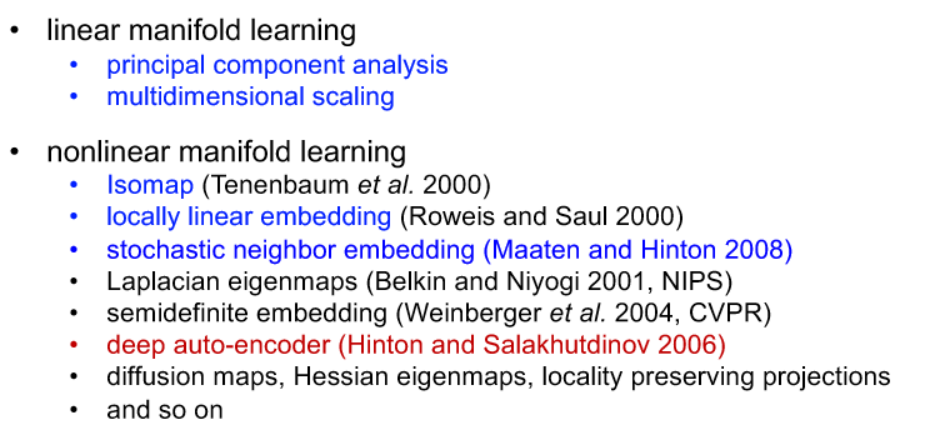 • linear manifold learning
• principal component analysis
• multidimensional scaling
• nonlinear manifold learning
• Isomap (Tenenbaum et al. 2000)
• locally linear embedding (Roweis and Saul 2000)
• stochastic neighbor embedding (Maaten and Hinton 2008)
• Laplacian eigenmaps (Belkin and Niyogi 2001, NIPS)
• semidefinite embedding (Weinberger et al. 2004, CVPR)
• deep auto-encoder (Hinton and Salakhutdinov 2006)
• diffusion maps, Hessian eigenmaps, locality preserving projections
• and so on